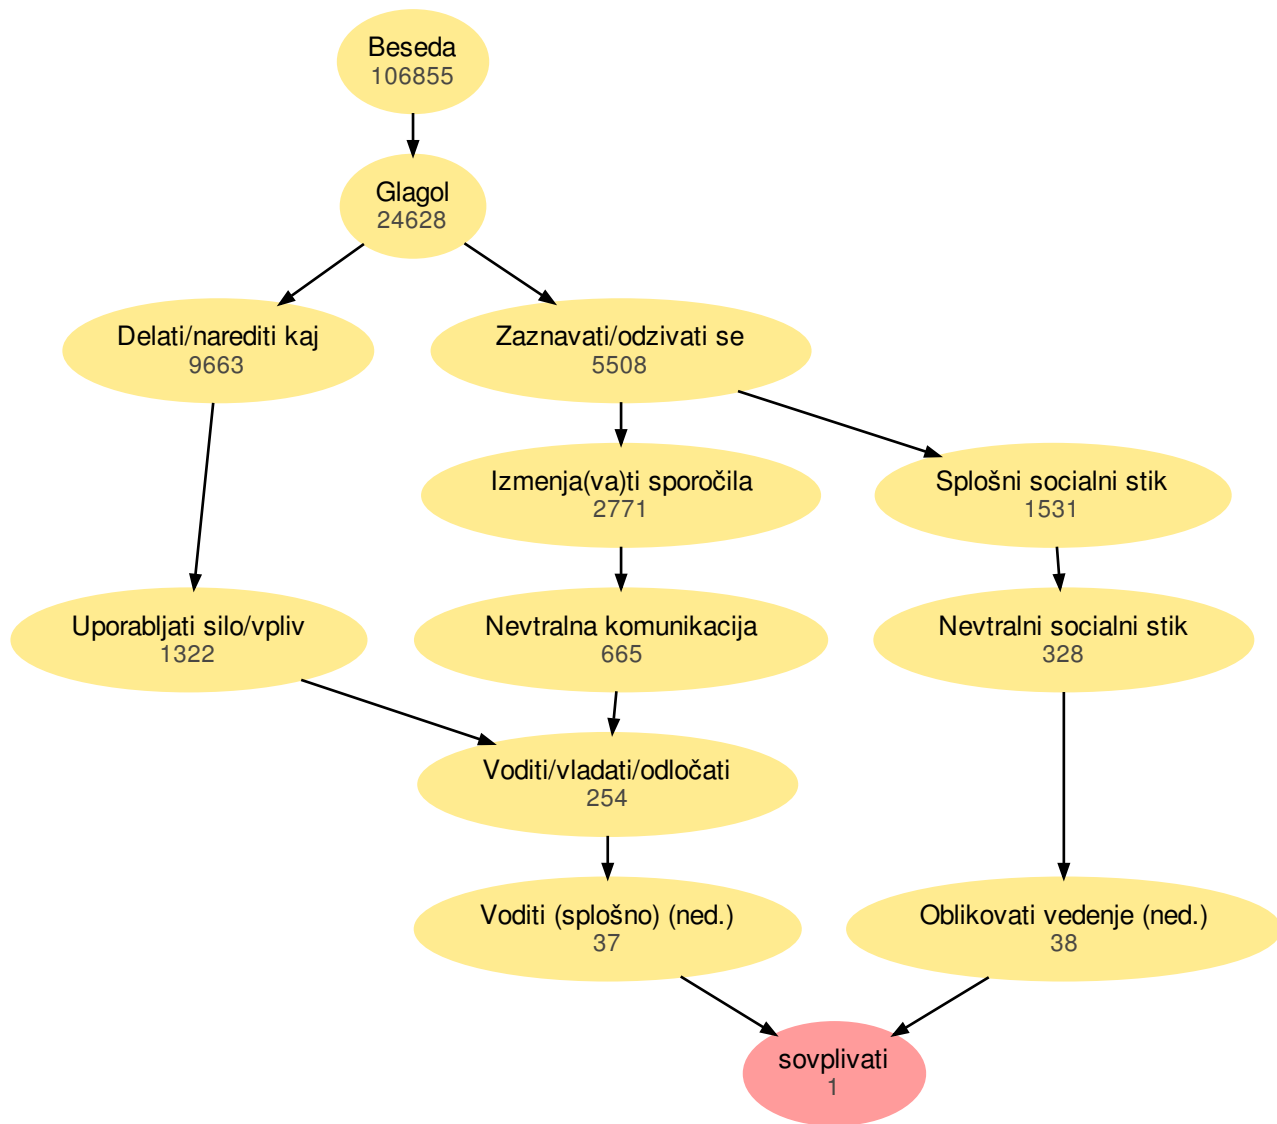 Beseda
106855
Glagol
24628
Delati/narediti kaj
9663
Zaznavati/odzivati se
5508
Izmenja(va)ti sporočila
2771
Splošni socialni stik
1531
Uporabljati silo/vpliv
1322
Nevtralna komunikacija
665
Nevtralni socialni stik
328
Voditi/vladati/odločati
254
Voditi (splošno) (ned.)
37
Oblikovati vedenje (ned.)
38
sovplivati
1